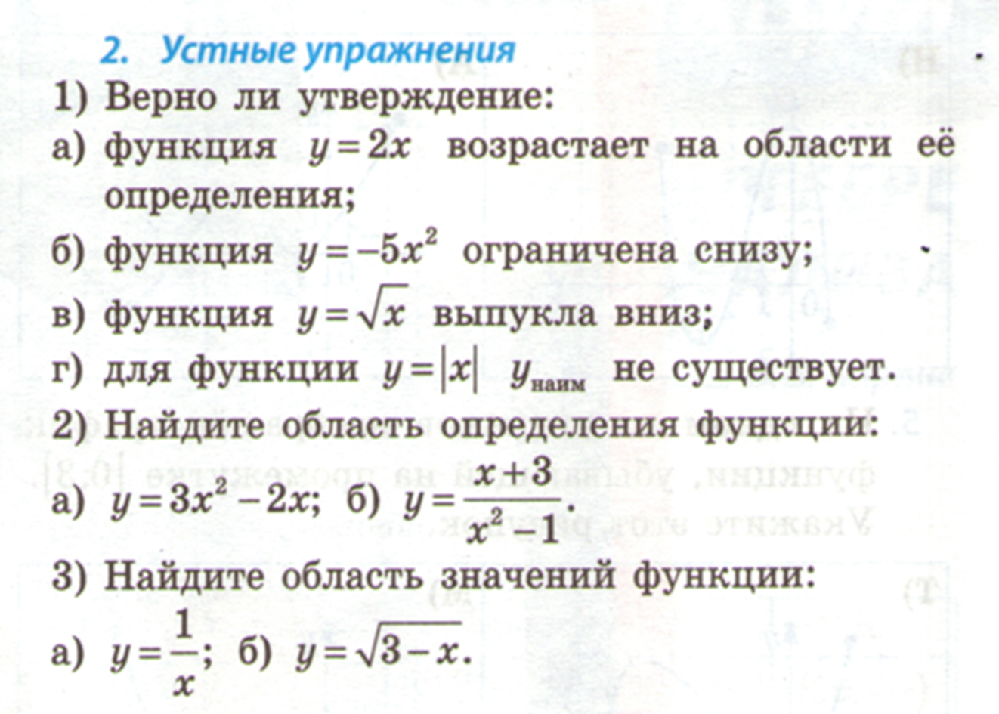 2. Устные упражнения
1) Верно ли утверждение:
а) функция y=2x возрастает на области её
определения;
б) функция y=−5x² ограничена снизу;
в) функция y=√x выпукла вниз;
г) для функции y=|x| yнаим не существует.
2) Найдите область определения функции:
а) y=3x²−2x; б) y=(x+3)/(x²−1).
3) Найдите область значений функции:
а) y=1/x; б) y=√(3−x).